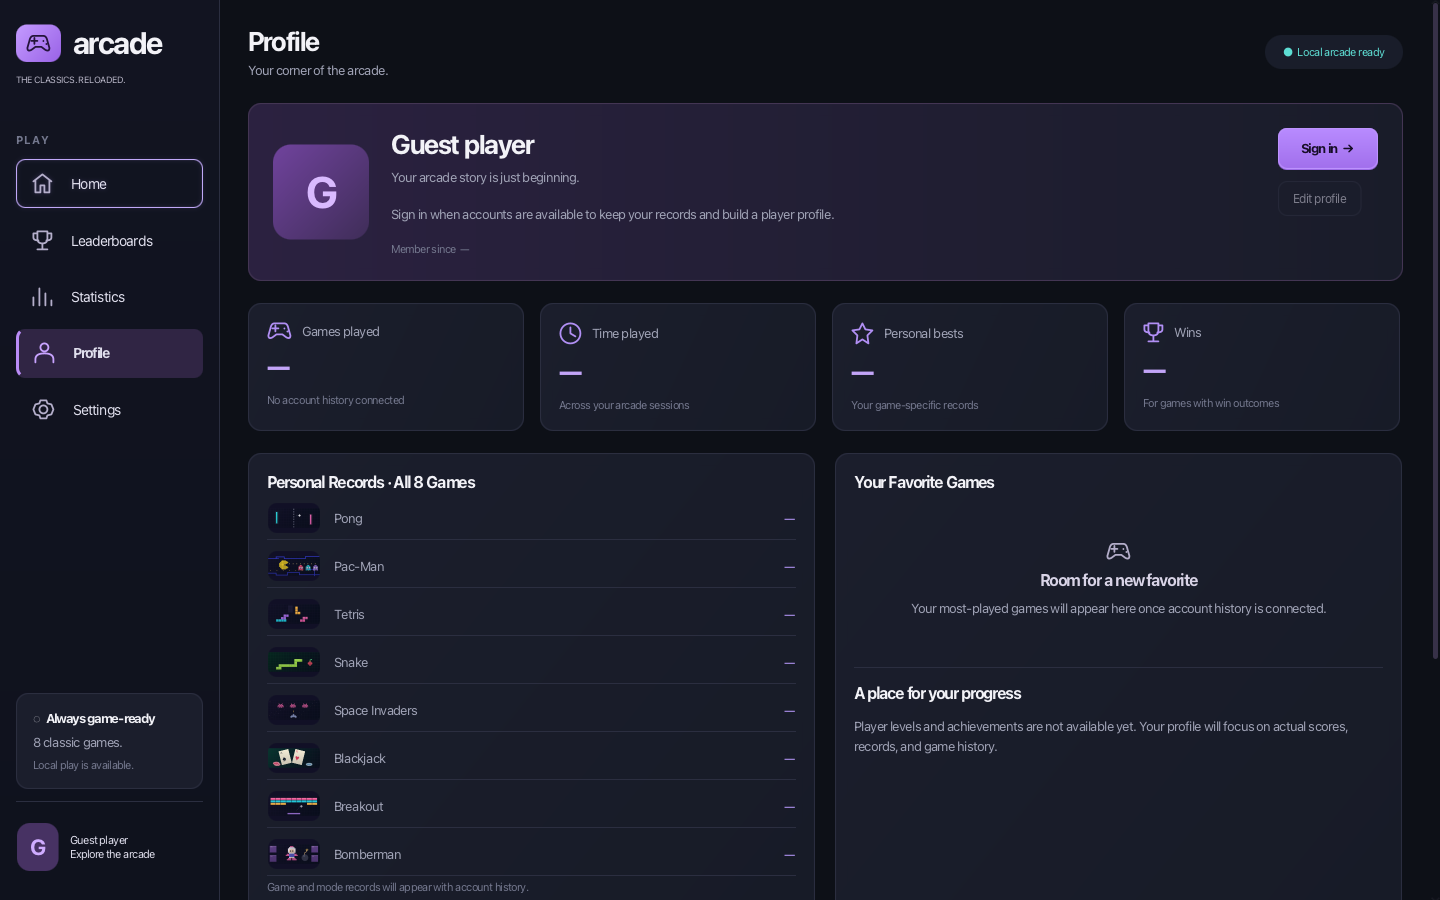 arcade
THE CLASSICS. RELOADED.
PLAY
Home
Leaderboards
Statistics
Profile
Settings
Always game-ready
8 classic games.
Local play is available.
G
Guest player
Explore the arcade
Profile
Your corner of the arcade.
Local arcade ready
G
Guest player
Your arcade story is just beginning.
Sign in when accounts are available to keep your records and build a player profile.
Member since —
Sign in →
Edit profile
Games played
—
No account history connected
Time played
—
Across your arcade sessions
Personal bests
—
Your game-specific records
Wins
—
For games with win outcomes
Personal Records · All 8 Games
Pong —
Pac-Man —
Tetris —
Snake —
Space Invaders —
Blackjack —
Breakout —
Bomberman —
Game and mode records will appear with account history.
Your Favorite Games
Room for a new favorite
Your most-played games will appear here once account history is connected.
A place for your progress
Player levels and achievements are not available yet. Your profile will focus on actual scores,
records, and game history.